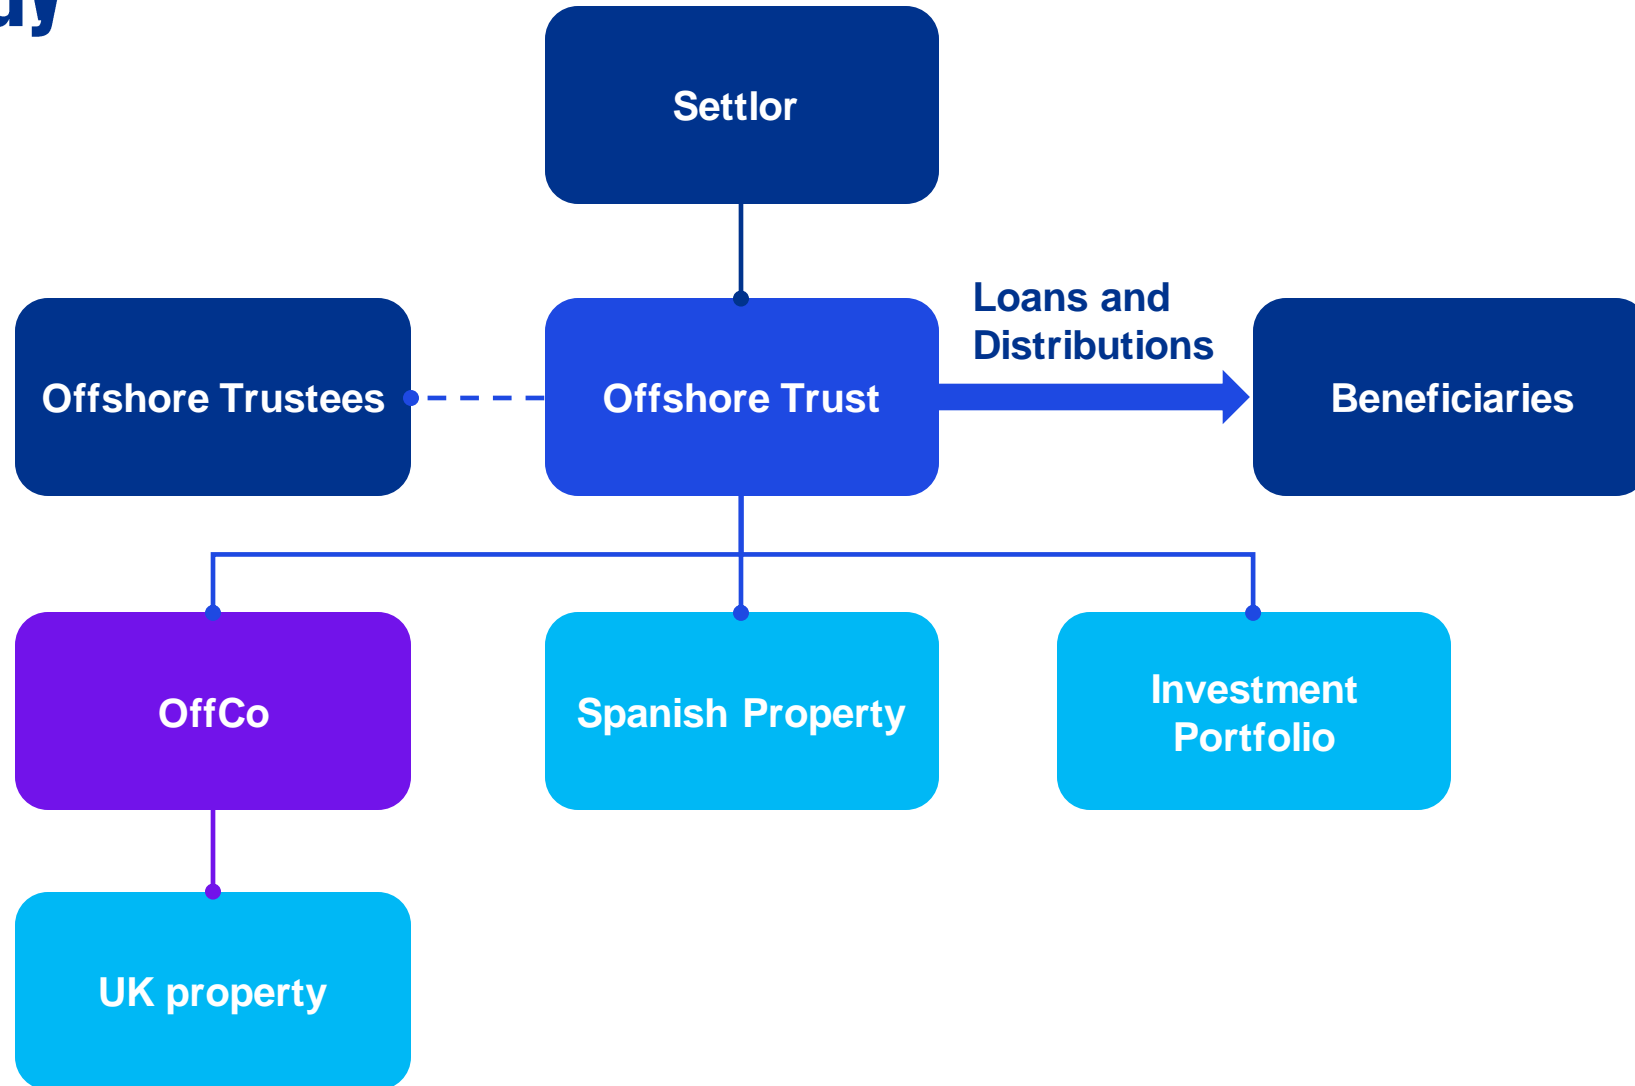 Settlor
Loans and
Distributions
Offshore Trustees
Offshore Trust
Beneficiaries
OffCo
Spanish Property
Investment
Portfolio
UK property